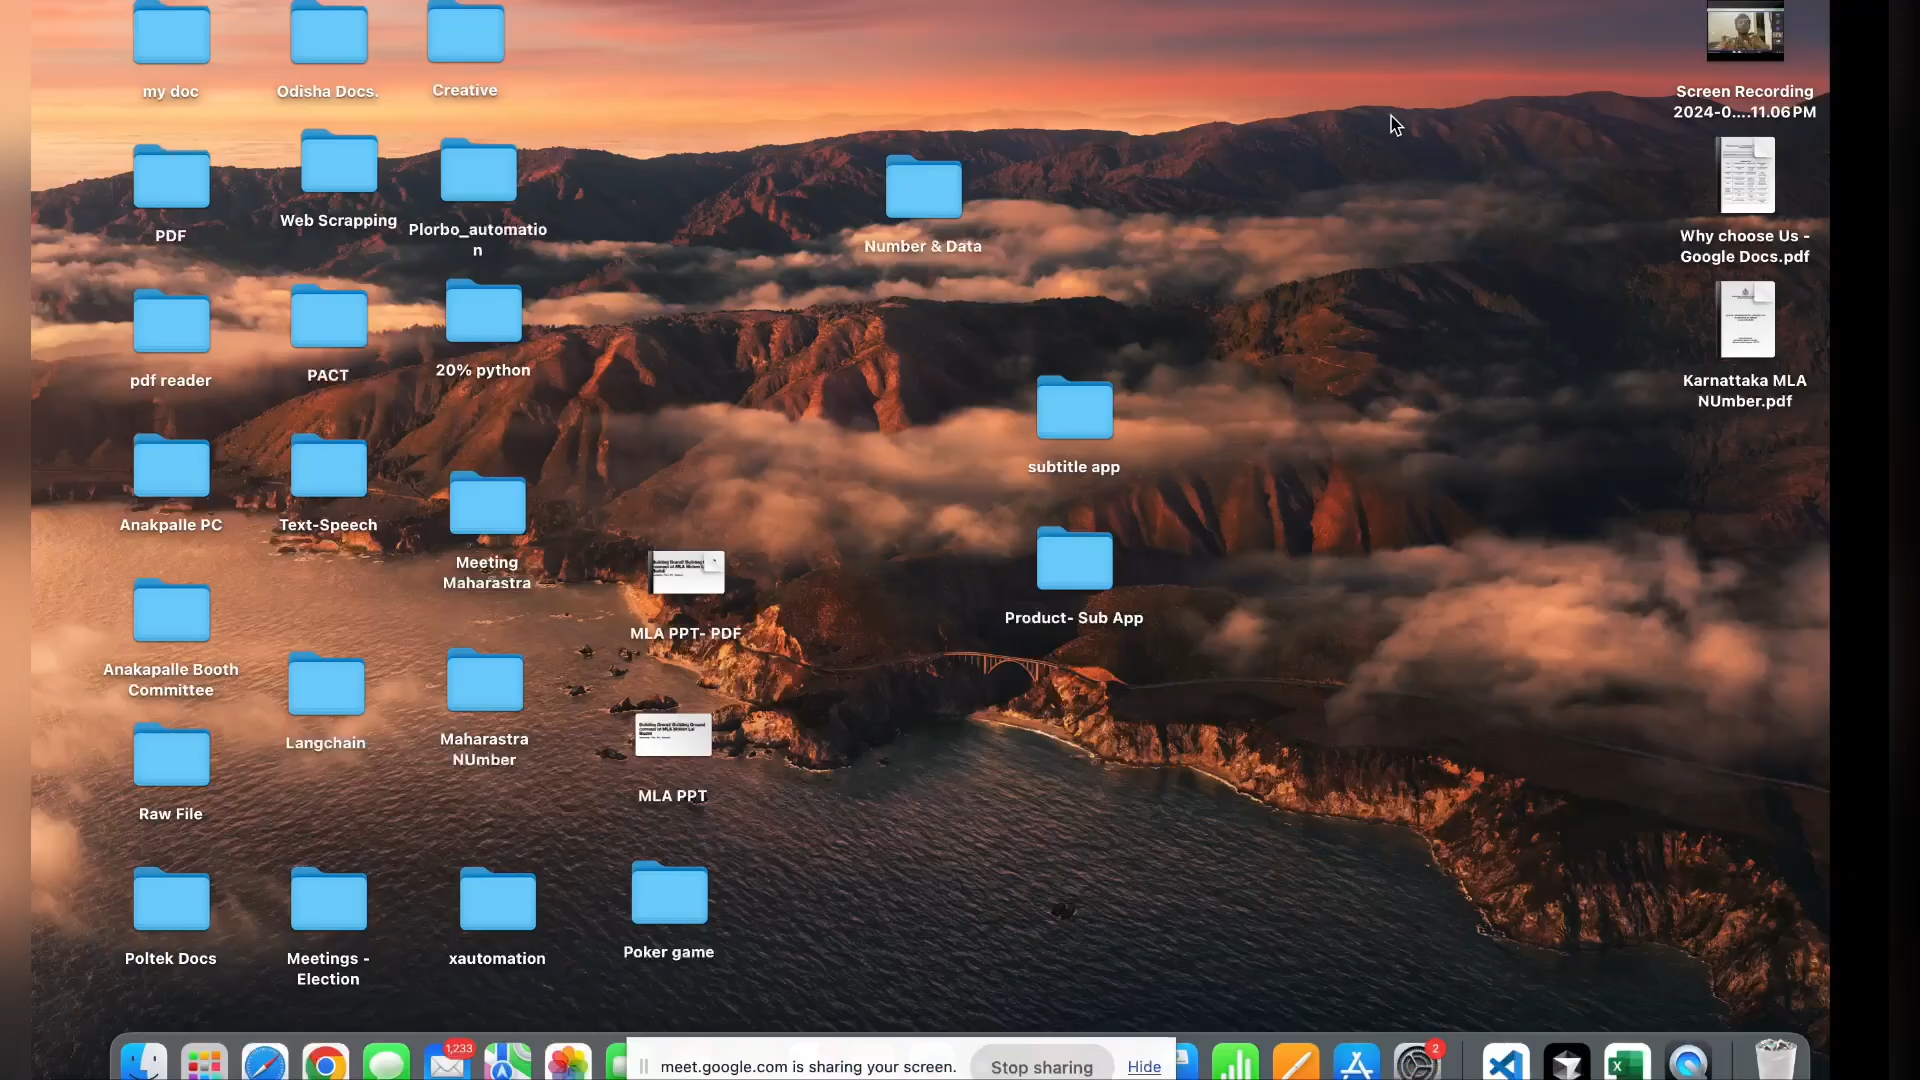 my doc
Odisha Docs.
Creative
Screen Recording
2024-0....11.06 PM
PDF
Web Scrapping
Plorbo_automatio
n
Number & Data
Why choose Us -
Google Docs.pdf
pdf reader
PACT
20% python
Karnattaka MLA
NUmber.pdf
subtitle app
Anakpalle PC
Text-Speech
Meeting
Maharastra
MLA PPT- PDF
Product- Sub App
Anakapalle Booth
Committee
Langchain
Maharastra
NUmber
MLA PPT
Raw File
Poltek Docs
Meetings -
Election
xautomation
Poker game
1,233
meet.google.com is sharing your screen.
Stop sharing
Hide
2